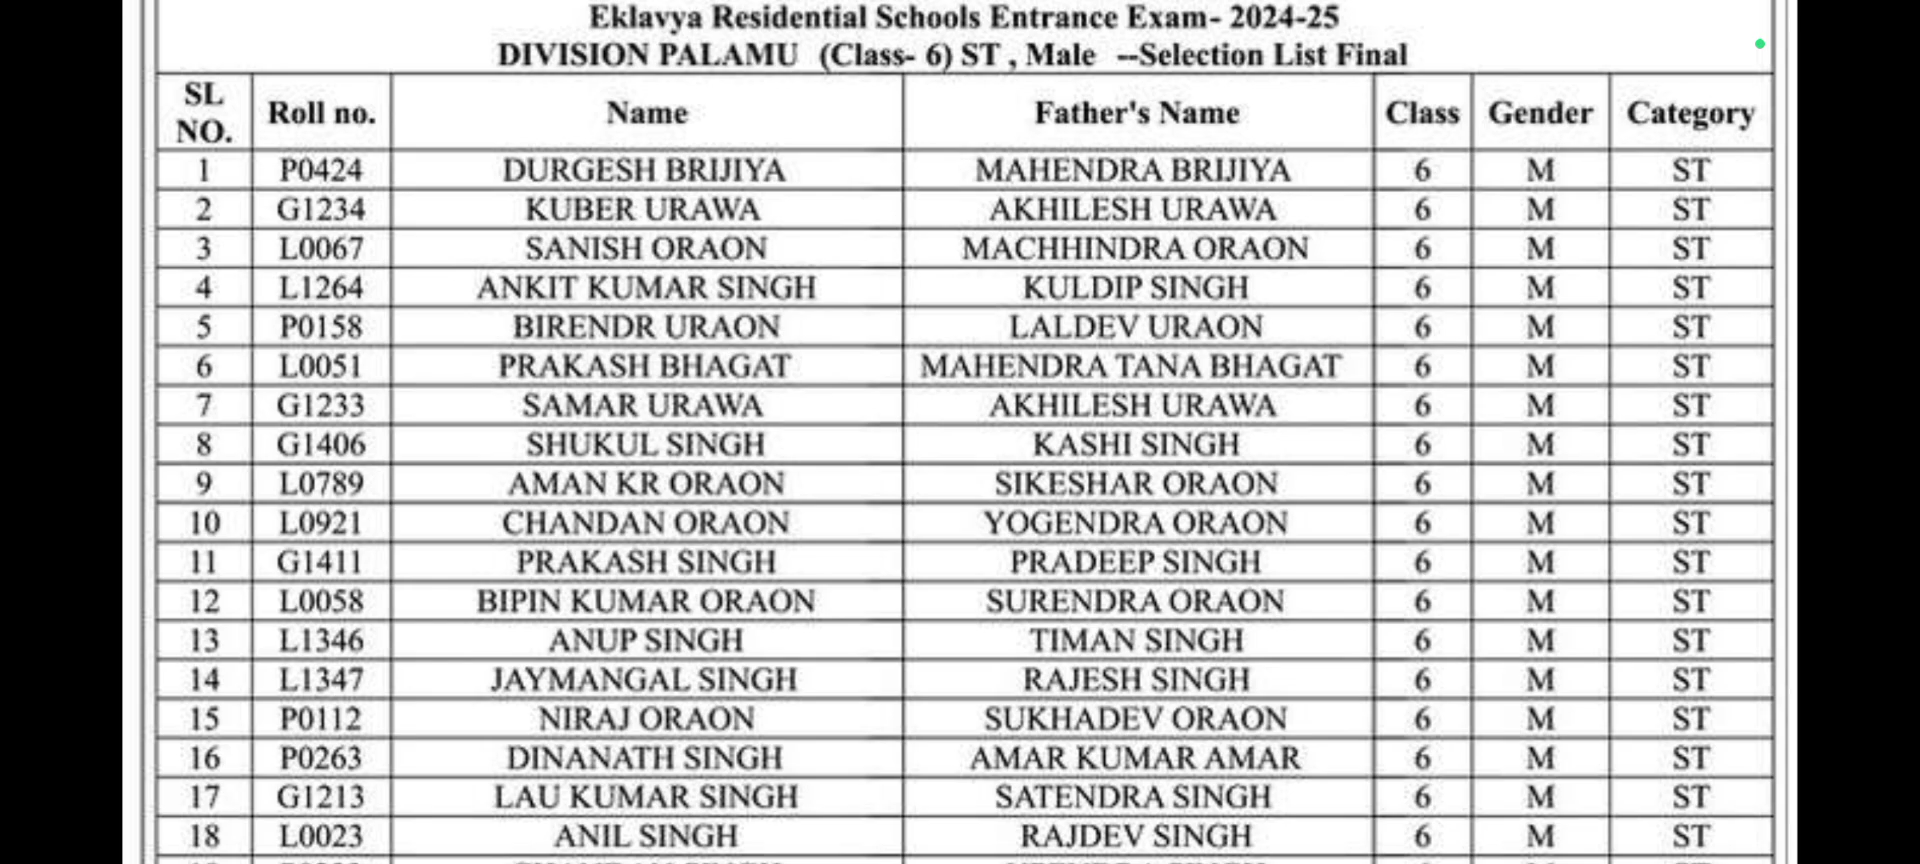 Eklavya Residential Schools Entrance Exam- 2024-25
DIVISION PALAMU (Class- 6) ST , Male --Selection List Final
SL NO. Roll no. Name Father's Name Class Gender Category
1 P0424 DURGESH BRIJIYA MAHENDRA BRIJIYA 6 M ST
2 G1234 KUBER URAWA AKHILESH URAWA 6 M ST
3 L0067 SANISH ORAON MACHHINDRA ORAON 6 M ST
4 L1264 ANKIT KUMAR SINGH KULDIP SINGH 6 M ST
5 P0158 BIRENDR URAON LALDEV URAON 6 M ST
6 L0051 PRAKASH BHAGAT MAHENDRA TANA BHAGAT 6 M ST
7 G1233 SAMAR URAWA AKHILESH URAWA 6 M ST
8 G1406 SHUKUL SINGH KASHI SINGH 6 M ST
9 L0789 AMAN KR ORAON SIKESHAR ORAON 6 M ST
10 L0921 CHANDAN ORAON YOGENDRA ORAON 6 M ST
11 G1411 PRAKASH SINGH PRADEEP SINGH 6 M ST
12 L0058 BIPIN KUMAR ORAON SURENDRA ORAON 6 M ST
13 L1346 ANUP SINGH TIMAN SINGH 6 M ST
14 L1347 JAYMANGAL SINGH RAJESH SINGH 6 M ST
15 P0112 NIRAJ ORAON SUKHADEV ORAON 6 M ST
16 P0263 DINANATH SINGH AMAR KUMAR AMAR 6 M ST
17 G1213 LAU KUMAR SINGH SATENDRA SINGH 6 M ST
18 L0023 ANIL SINGH RAJDEV SINGH 6 M ST